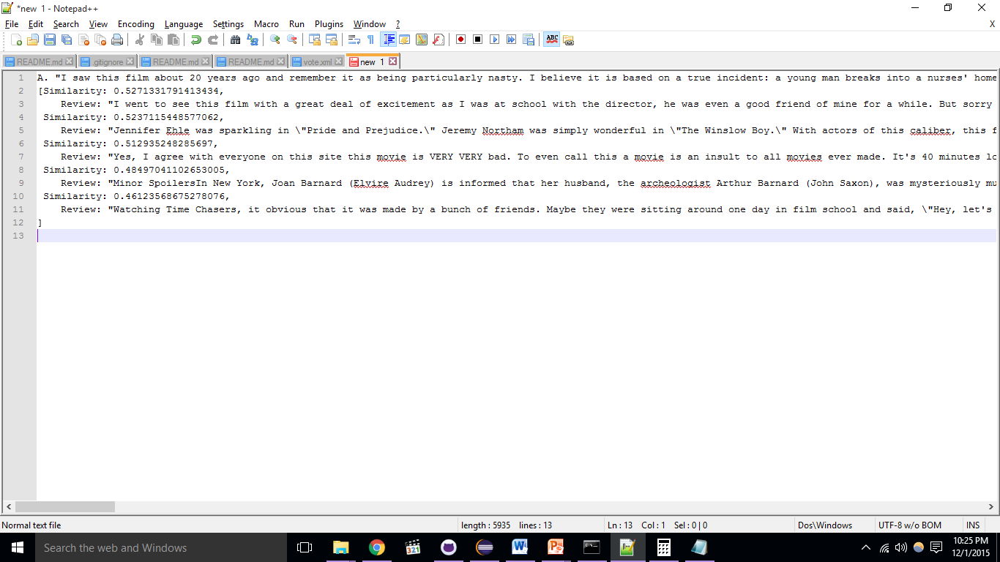 *new  1 - Notepad++
File Edit Search View Encoding Language Settings Macro Run Plugins Window ? X
ABC
README.md .gitignore README.md README.md vote.xml new  1
1 A. "I saw this film about 20 years ago and remember it as being particularly nasty. I believe it is based on a true incident: a young man breaks into a nurses' home
2 [Similarity: 0.5271331791413434,
3 Review: "I went to see this film with a great deal of excitement as I was at school with the director, he was even a good friend of mine for a while. But sorry
4 Similarity: 0.5237115448577062,
5 Review: "Jennifer Ehle was sparkling in \"Pride and Prejudice.\" Jeremy Northam was simply wonderful in \"The Winslow Boy.\" With actors of this caliber, this f
6 Similarity: 0.512935248285697,
7 Review: "Yes, I agree with everyone on this site this movie is VERY VERY bad. To even call this a movie is an insult to all movies ever made. It's 40 minutes lo
8 Similarity: 0.48497041102653005,
9 Review: "Minor SpoilersIn New York, Joan Barnard (Elvire Audrey) is informed that her husband, the archeologist Arthur Barnard (John Saxon), was mysteriously mu
10 Similarity: 0.46123568675278076,
11 Review: "Watching Time Chasers, it obvious that it was made by a bunch of friends. Maybe they were sitting around one day in film school and said, \"Hey, let's
12 ]
13
Normal text file length : 5935 lines : 13 Ln : 13 Col : 1 Sel : 0 | 0 Dos\Windows UTF-8 w/o BOM INS
Search the web and Windows 321 10:25 PM
12/1/2015